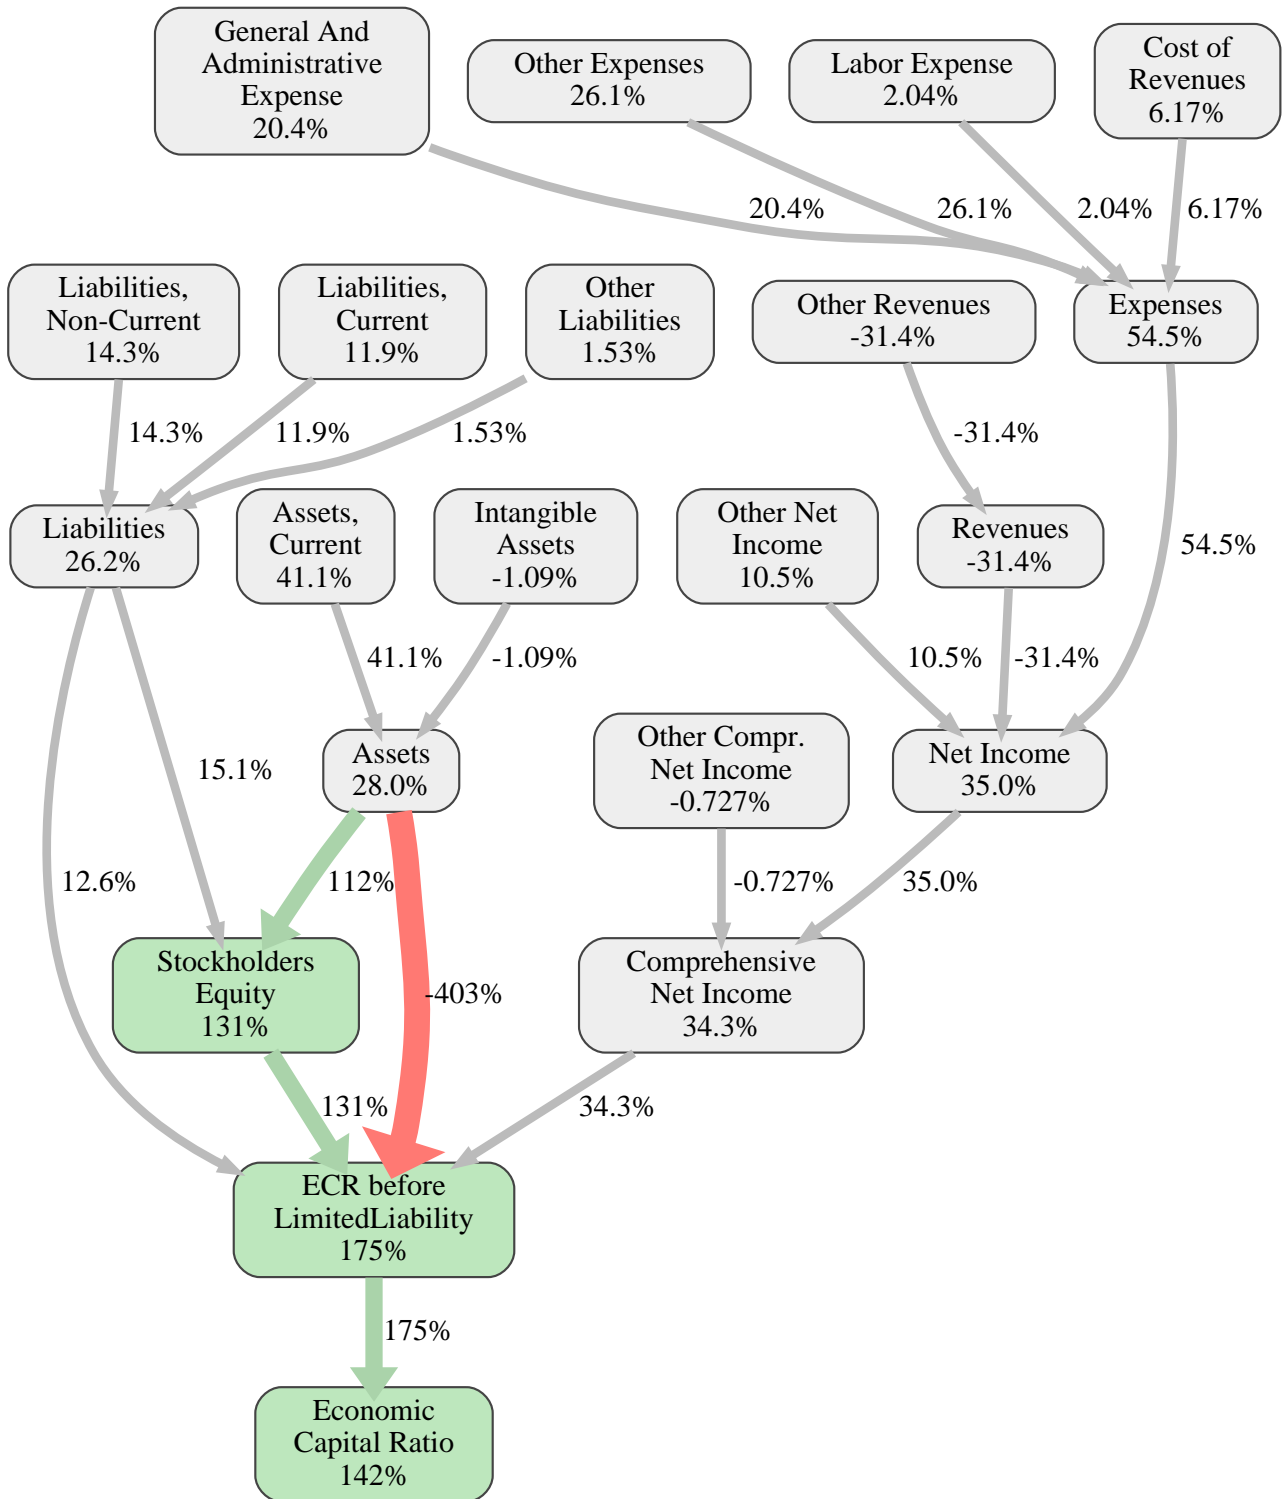 General And
Administrative
Expense
20.4%
Other Expenses
26.1%
Labor Expense
2.04%
Cost of
Revenues
6.17%
20.4%
26.1%
2.04%
6.17%
Liabilities,
Non-Current
14.3%
Liabilities,
Current
11.9%
Other
Liabilities
1.53%
Other Revenues
-31.4%
Expenses
54.5%
14.3%
11.9%
1.53%
-31.4%
Liabilities
26.2%
Assets,
Current
41.1%
Intangible
Assets
-1.09%
Other Net
Income
10.5%
Revenues
-31.4%
54.5%
41.1%
-1.09%
10.5%
-31.4%
15.1%
Assets
28.0%
Other Compr.
Net Income
-0.727%
Net Income
35.0%
12.6%
112%
-0.727%
35.0%
Stockholders
Equity
131%
-403%
Comprehensive
Net Income
34.3%
131%
34.3%
ECR before
LimitedLiability
175%
175%
Economic
Capital Ratio
142%